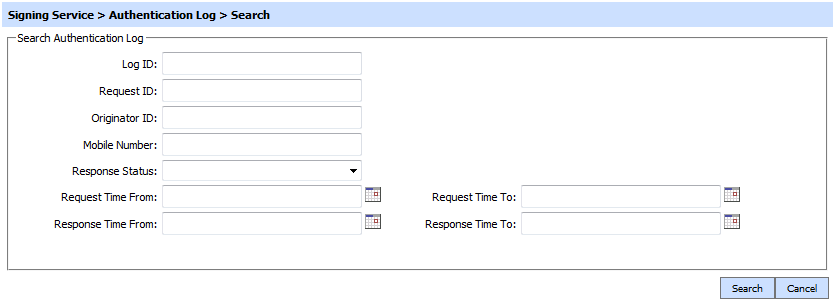 Signing Service > Authentication Log > Search
Search Authentication Log
Log ID:
Request ID:
Originator ID:
Mobile Number:
Response Status:
Request Time From: Request Time To:
Response Time From: Response Time To:
Search Cancel